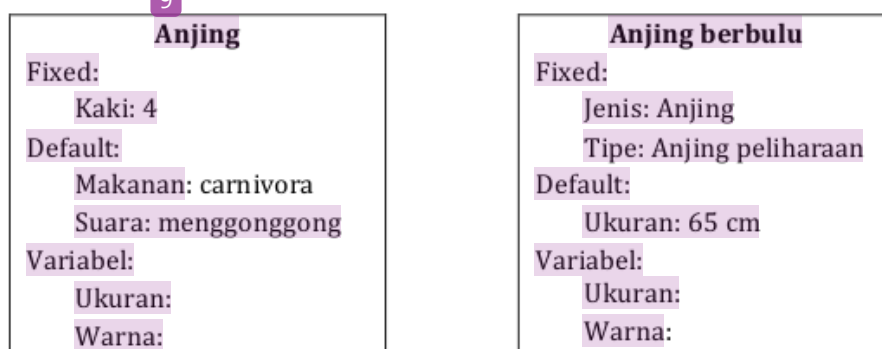 9
Anjing
Fixed:
Kaki: 4
Default:
Makanan: carnivora
Suara: menggonggong
Variabel:
Ukuran:
Warna:
Anjing berbulu
Fixed:
Jenis: Anjing
Tipe: Anjing peliharaan
Default:
Ukuran: 65 cm
Variabel:
Ukuran:
Warna: